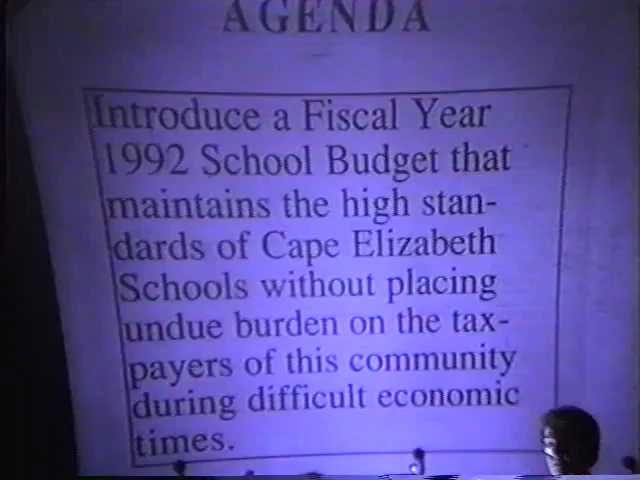 AGENDA
Introduce a Fiscal Year
1992 School Budget that
maintains the high stan-
dards of Cape Elizabeth
Schools without placing
undue burden on the tax-
payers of this community
during difficult economic
times.